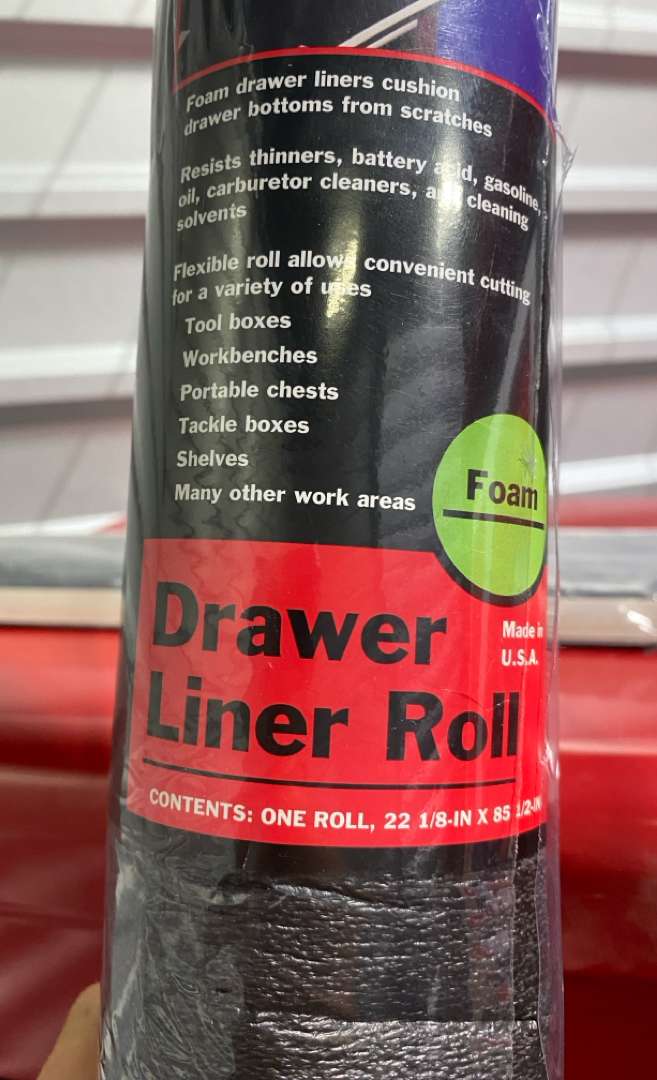 Foam drawer liners cushion
drawer bottoms from scratches
Resists thinners, battery acid, gasoline,
oil, carburetor cleaners, and cleaning
solvents
Flexible roll allows convenient cutting
for a variety of uses
Tool boxes
Workbenches
Portable chests
Tackle boxes
Shelves
Many other work areas
Foam
Drawer
Liner Roll
Made in
U.S.A.
CONTENTS: ONE ROLL, 22 1/8-IN X 85 1/2-IN